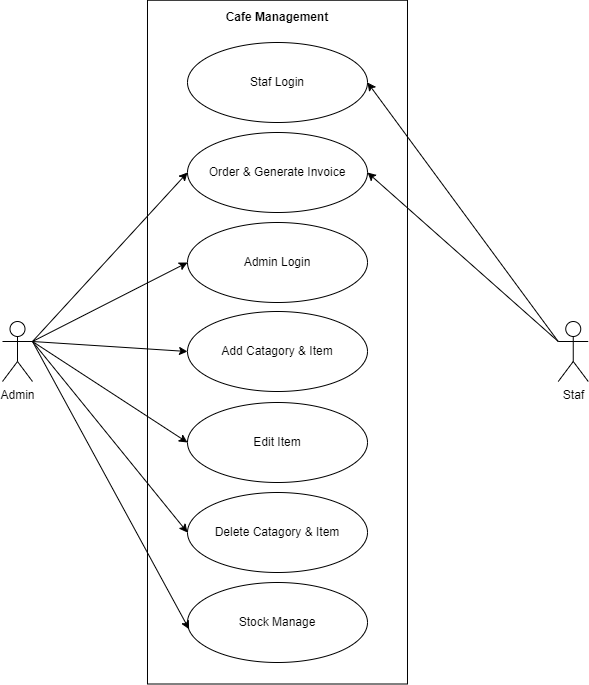 Cafe Management
Staf Login
Order & Generate Invoice
Admin Login
Add Catagory & Item
Edit Item
Delete Catagory & Item
Stock Manage
Admin
Staf